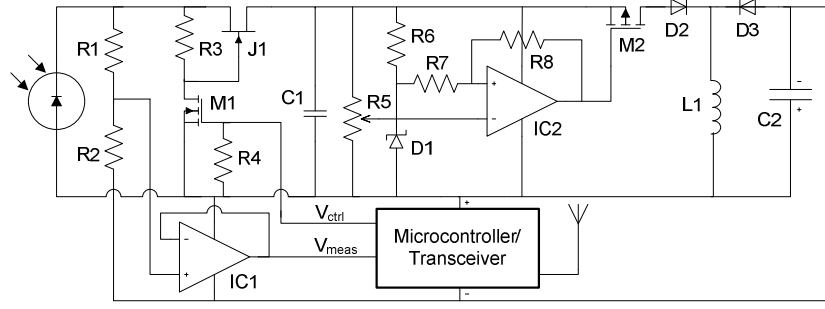 R1
R3
J1
R6
R7
R8
M2
D2
D3
M1
C1
R5
L1
C2
-
+
R2
R4
D1
+
-
IC2
Vctrl
Vmeas
+
Microcontroller/
Transceiver
-
-
+
IC1